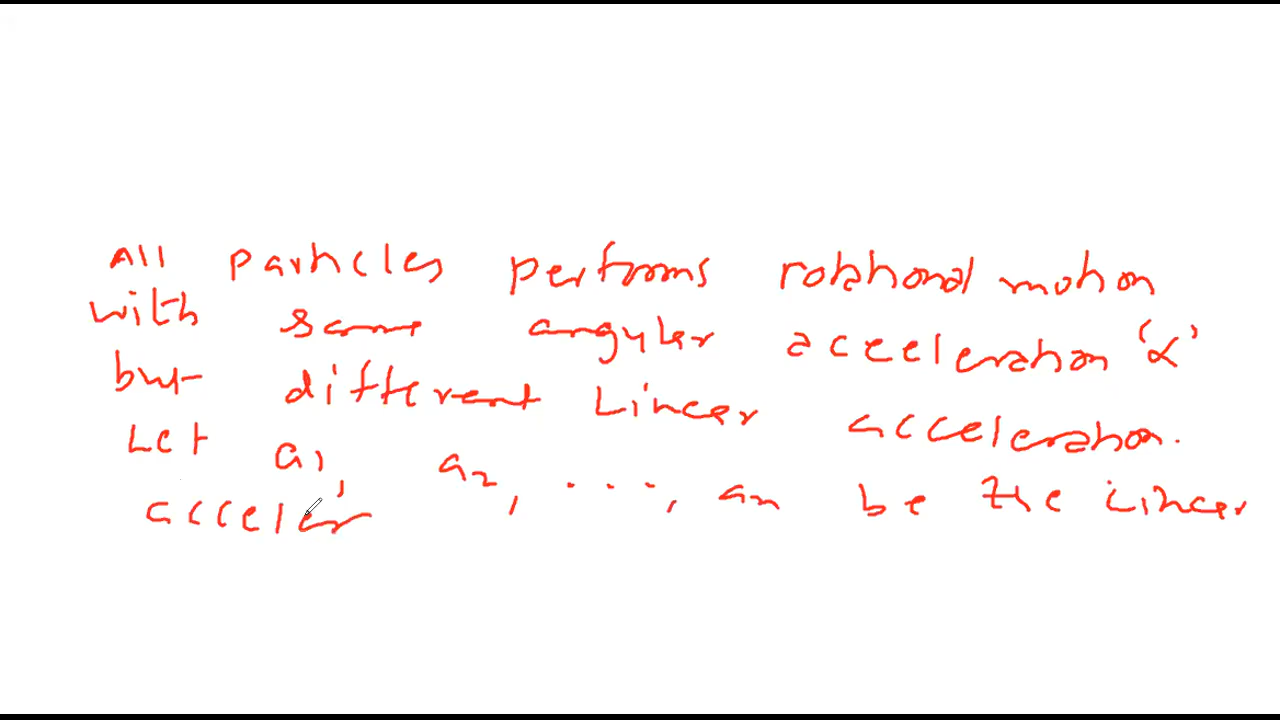 All particles performs rotational motion
with same angular acceleration 'α'
but different Linear acceleration.
Let a1, a2, ...., an be the Linear
acceler